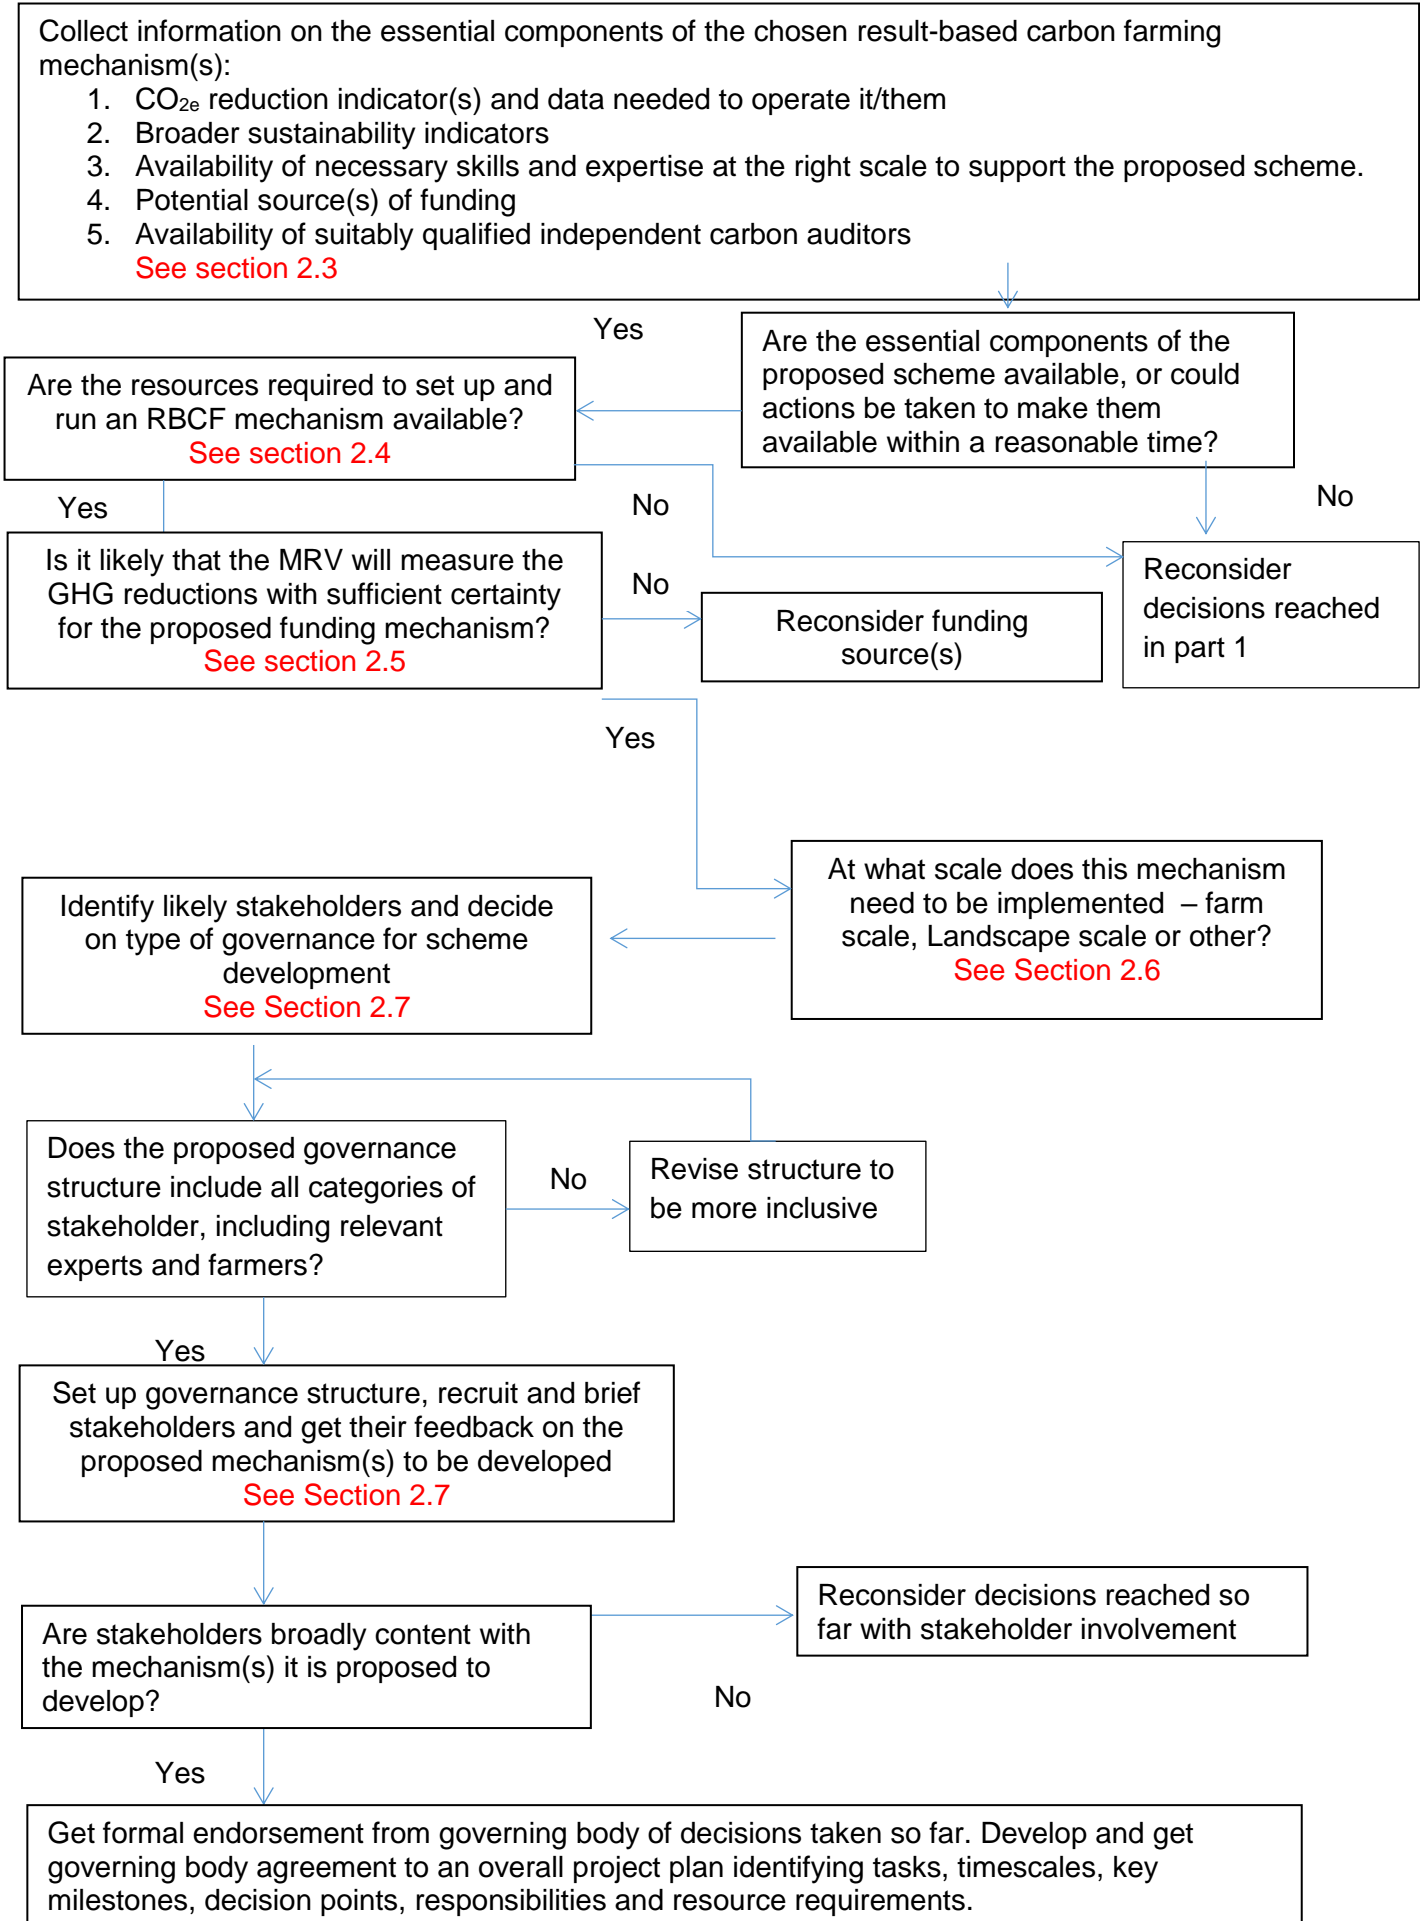 Collect information on the essential components of the chosen result-based carbon farming
mechanism(s):
1. CO2e reduction indicator(s) and data needed to operate it/them
2. Broader sustainability indicators
3. Availability of necessary skills and expertise at the right scale to support the proposed scheme.
4. Potential source(s) of funding
5. Availability of suitably qualified independent carbon auditors
See section 2.3
Yes
Are the essential components of the
proposed scheme available, or could
actions be taken to make them
available within a reasonable time?
Are the resources required to set up and
run an RBCF mechanism available?
See section 2.4
Yes
No
No
Is it likely that the MRV will measure the
GHG reductions with sufficient certainty
for the proposed funding mechanism?
See section 2.5
No
Reconsider funding
source(s)
Reconsider
decisions reached
in part 1
Yes
At what scale does this mechanism
need to be implemented – farm
scale, Landscape scale or other?
See Section 2.6
Identify likely stakeholders and decide
on type of governance for scheme
development
See Section 2.7
Does the proposed governance
structure include all categories of
stakeholder, including relevant
experts and farmers?
No
Revise structure to
be more inclusive
Yes
Set up governance structure, recruit and brief
stakeholders and get their feedback on the
proposed mechanism(s) to be developed
See Section 2.7
Are stakeholders broadly content with
the mechanism(s) it is proposed to
develop?
Reconsider decisions reached so
far with stakeholder involvement
No
Yes
Get formal endorsement from governing body of decisions taken so far. Develop and get
governing body agreement to an overall project plan identifying tasks, timescales, key
milestones, decision points, responsibilities and resource requirements.